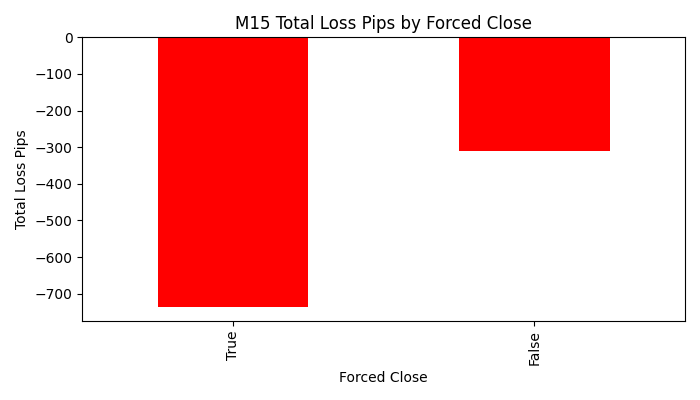 M15 Total Loss Pips by Forced Close
Total Loss Pips
0
−100
−200
−300
−400
−500
−600
−700
True
False
Forced Close